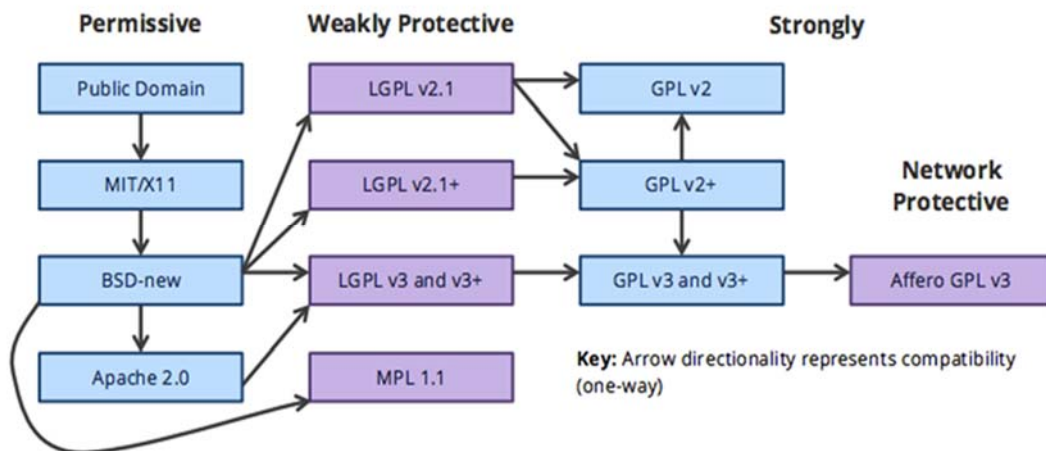 Permissive
Weakly Protective
Strongly
Public Domain
LGPL v2.1
GPL v2
MIT/X11
LGPL v2.1+
GPL v2+
Network
Protective
BSD-new
LGPL v3 and v3+
GPL v3 and v3+
Affero GPL v3
Apache 2.0
MPL 1.1
Key: Arrow directionality represents compatibility
(one-way)